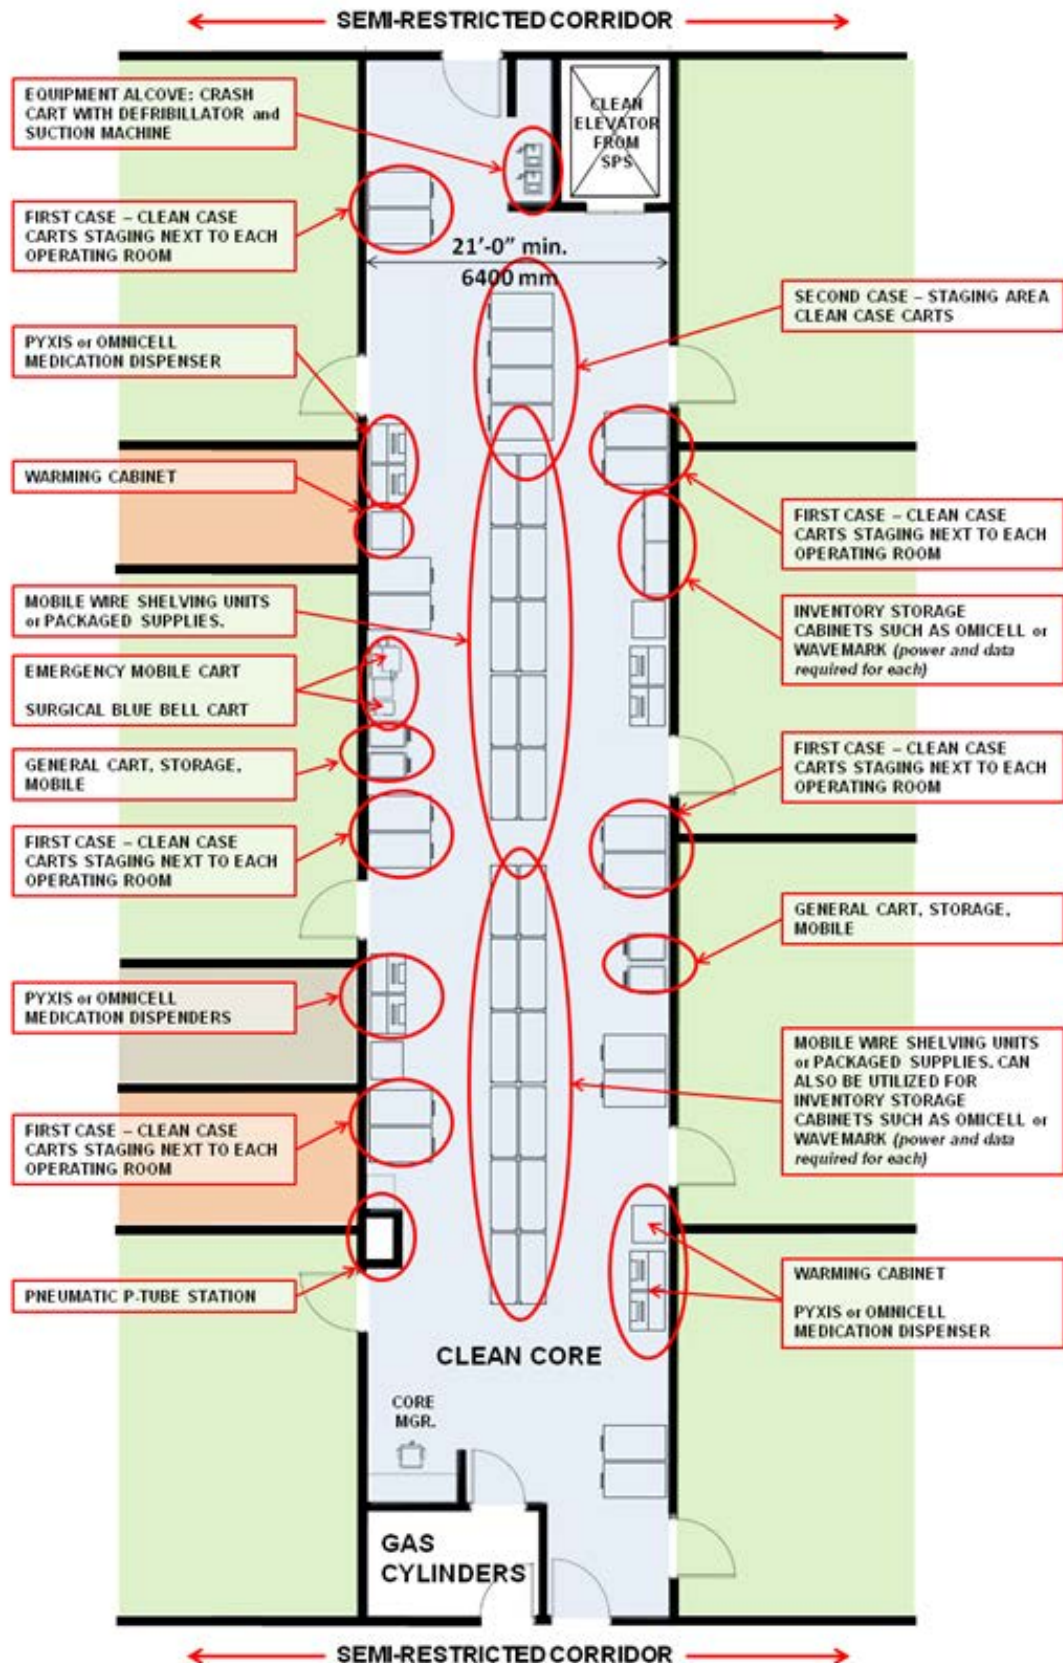 SEMI-RESTRICTED CORRIDOR
EQUIPMENT ALCOVE: CRASH
CART WITH DEFRIBILLATOR and
SUCTION MACHINE
FIRST CASE – CLEAN CASE
CARTS STAGING NEXT TO EACH
OPERATING ROOM
PYXIS or OMNICELL
MEDICATION DISPENSER
WARMING CABINET
MOBILE WIRE SHELVING UNITS
or PACKAGED SUPPLIES.
EMERGENCY MOBILE CART
SURGICAL BLUE BELL CART
GENERAL CART, STORAGE,
MOBILE
FIRST CASE – CLEAN CASE
CARTS STAGING NEXT TO EACH
OPERATING ROOM
PYXIS or OMNICELL
MEDICATION DISPENDERS
FIRST CASE – CLEAN CASE
CARTS STAGING NEXT TO EACH
OPERATING ROOM
PNEUMATIC P-TUBE STATION
CLEAN
ELEVATOR
FROM
SPS
21'-0" min.
6400 mm
CLEAN CORE
CORE
MGR.
GAS
CYLINDERS
SECOND CASE – STAGING AREA
CLEAN CASE CARTS
FIRST CASE – CLEAN CASE
CARTS STAGING NEXT TO EACH
OPERATING ROOM
INVENTORY STORAGE
CABINETS SUCH AS OMICELL or
WAVEMARK (power and data
required for each)
FIRST CASE – CLEAN CASE
CARTS STAGING NEXT TO EACH
OPERATING ROOM
GENERAL CART, STORAGE,
MOBILE
MOBILE WIRE SHELVING UNITS
or PACKAGED SUPPLIES. CAN
ALSO BE UTILIZED FOR
INVENTORY STORAGE
CABINETS SUCH AS OMICELL or
WAVEMARK (power and data
required for each)
WARMING CABINET
PYXIS or OMNICELL
MEDICATION DISPENSER
SEMI-RESTRICTED CORRIDOR